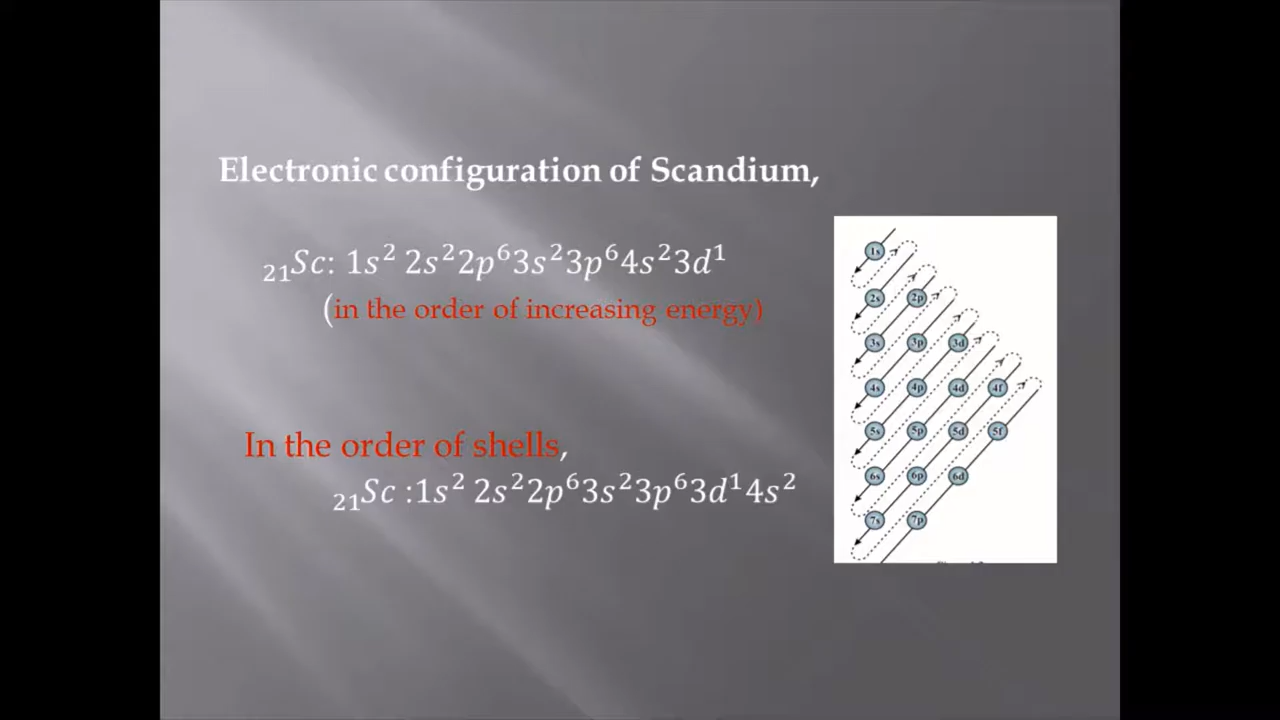 Electronic configuration of Scandium,
₂₁Sc: 1s² 2s²2p⁶3s²3p⁶4s²3d¹
(in the order of increasing energy)
In the order of shells,
₂₁Sc :1s² 2s²2p⁶3s²3p⁶3d¹4s²
1s
2s 2p
3s 3p 3d
4s 4p 4d 4f
5s 5p 5d 5f
6s 6p 6d
7s 7p